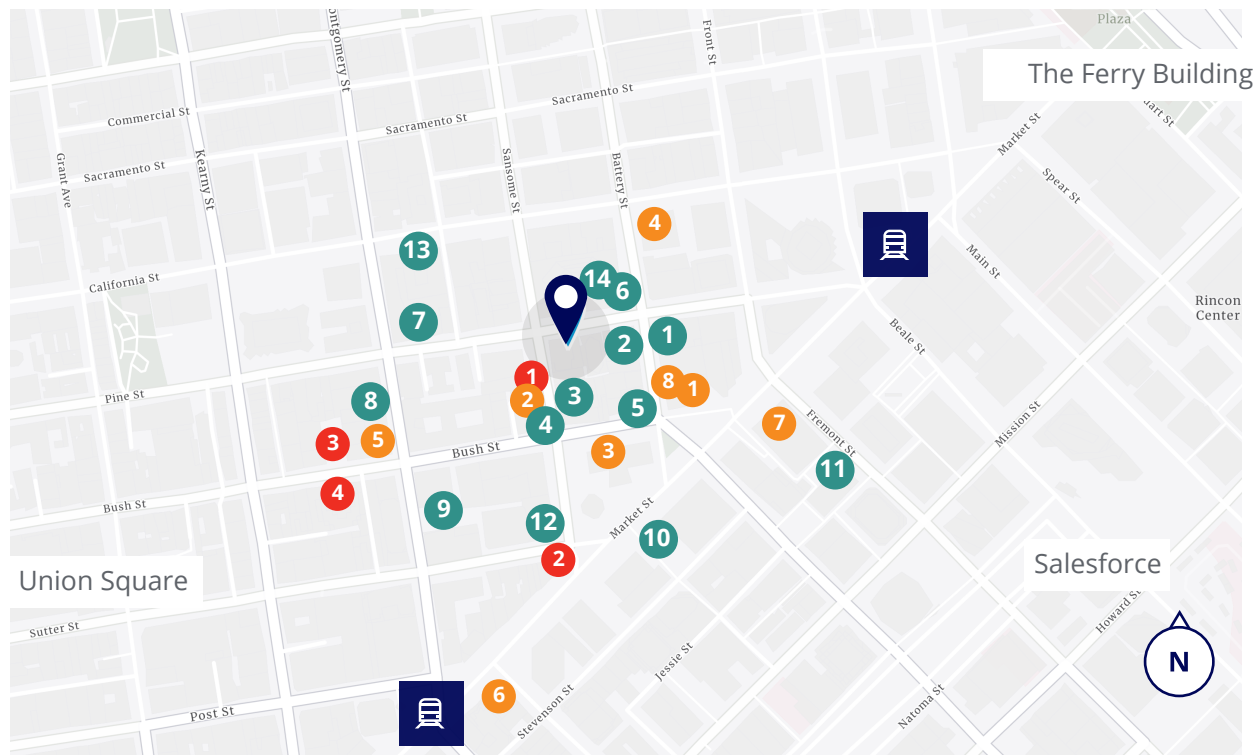 Plaza
The Ferry Building
Front St
Montgomery St
Sacramento St
Commercial St
Sacramento St
Market St
Sacramento St
Grant Ave
Kearny St
Sansome St
Battery St
Spear St
4
13
14
6
Main St
California St
Rincon
Center
7
1
2
Beale St
1
8
1
Pine St
2
3
8
5
4
7
Fremont St
Mission St
3
5
Bush St
3
11
4
Bush St
9
12
Market St
10
2
Salesforce
Union Square
Howard St
Sutter St
Jessie St
N
6
Stevenson St
Natoma St
Post St